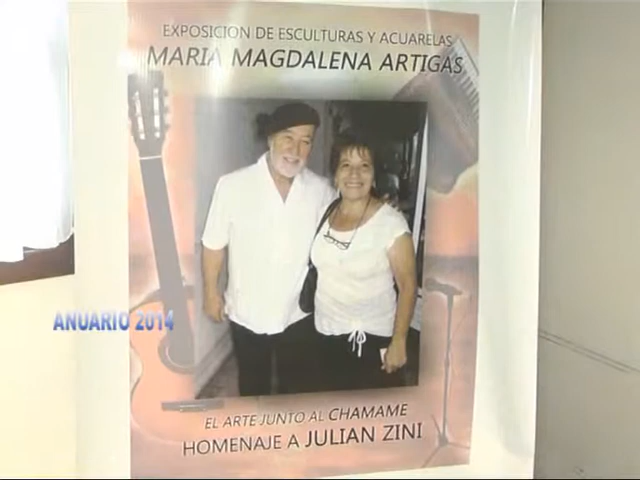 EXPOSICION DE ESCULTURAS Y ACUARELAS
MARIA MAGDALENA ARTIGAS
ANUARIO 2014
EL ARTE JUNTO AL CHAMAME
HOMENAJE A JULIAN ZINI